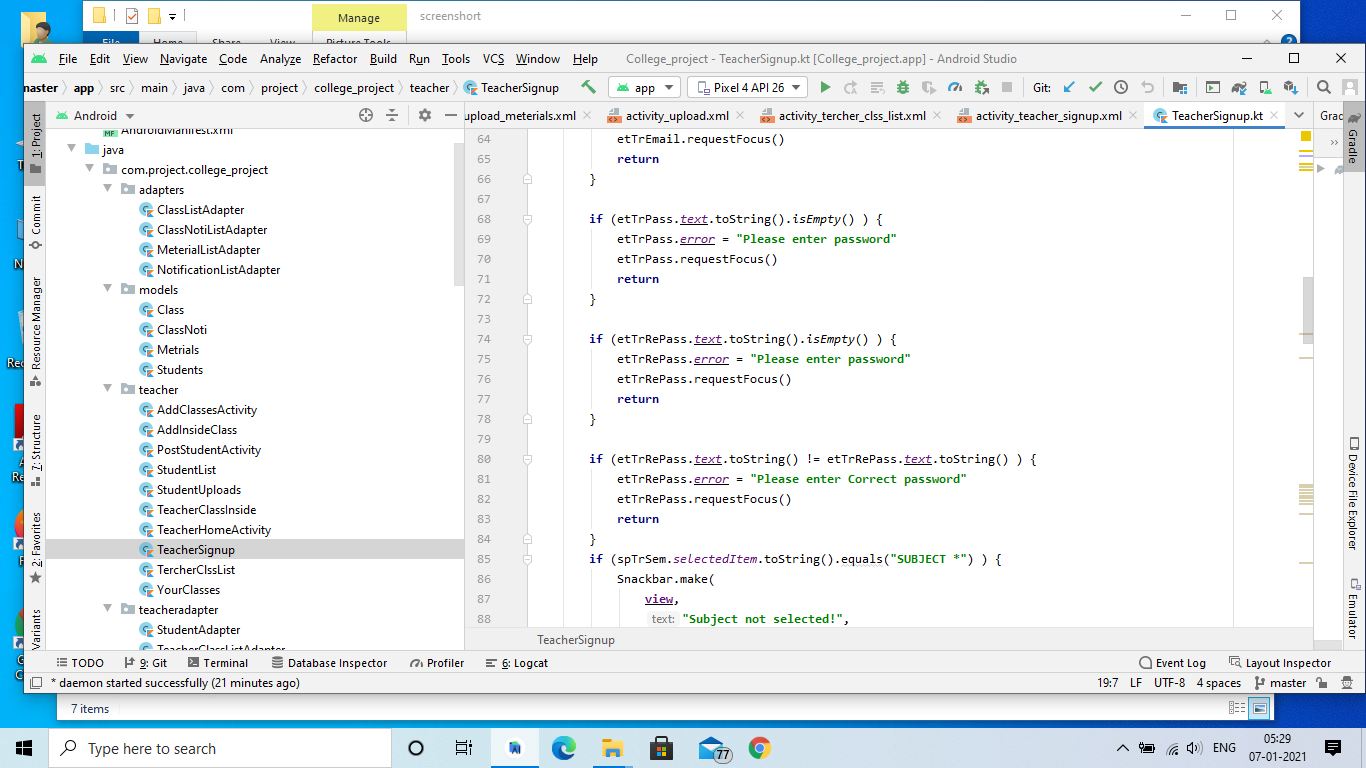 Manage
screenshort
File
Home
Share
View
Picture Tools
File Edit View Navigate Code Analyze Refactor Build Run Tools VCS Window Help College_project - TeacherSignup.kt [College_project.app] - Android Studio
master app src main java com project college_project teacher TeacherSignup app Pixel 4 API 26 Git:
Android
upload_meterials.xml activity_upload.xml activity_tercher_clss_list.xml activity_teacher_signup.xml TeacherSignup.kt Grac
1: Project
Commit
Resource Manager
7: Structure
2: Favorites
Variants
AndroidManifest.xml
java
com.project.college_project
adapters
ClassListAdapter
ClassNotiListAdapter
MeterialListAdapter
NotificationListAdapter
models
Class
ClassNoti
Metrials
Students
teacher
AddClassesActivity
AddInsideClass
PostStudentActivity
StudentList
StudentUploads
TeacherClassInside
TeacherHomeActivity
TeacherSignup
TercherClssList
YourClasses
teacheradapter
StudentAdapter
TeacherClassListAdapter
64 etTrEmail.requestFocus()
65 return
66 }
67
68 if (etTrPass.text.toString().isEmpty() ) {
69 etTrPass.error = "Please enter password"
70 etTrPass.requestFocus()
71 return
72 }
73
74 if (etTrRePass.text.toString().isEmpty() ) {
75 etTrRePass.error = "Please enter password"
76 etTrRePass.requestFocus()
77 return
78 }
79
80 if (etTrRePass.text.toString() != etTrRePass.text.toString() ) {
81 etTrRePass.error = "Please enter Correct password"
82 etTrRePass.requestFocus()
83 return
84 }
85 if (spTrSem.selectedItem.toString().equals("SUBJECT *") ) {
86 Snackbar.make(
87 view,
88 text: "Subject not selected!",
TeacherSignup
Gradle
Device File Explorer
Emulator
TODO 9: Git Terminal Database Inspector Profiler 6: Logcat Event Log Layout Inspector
* daemon started successfully (21 minutes ago) 19:7 LF UTF-8 4 spaces master
7 items
Type here to search
77
ENG
05:29
07-01-2021